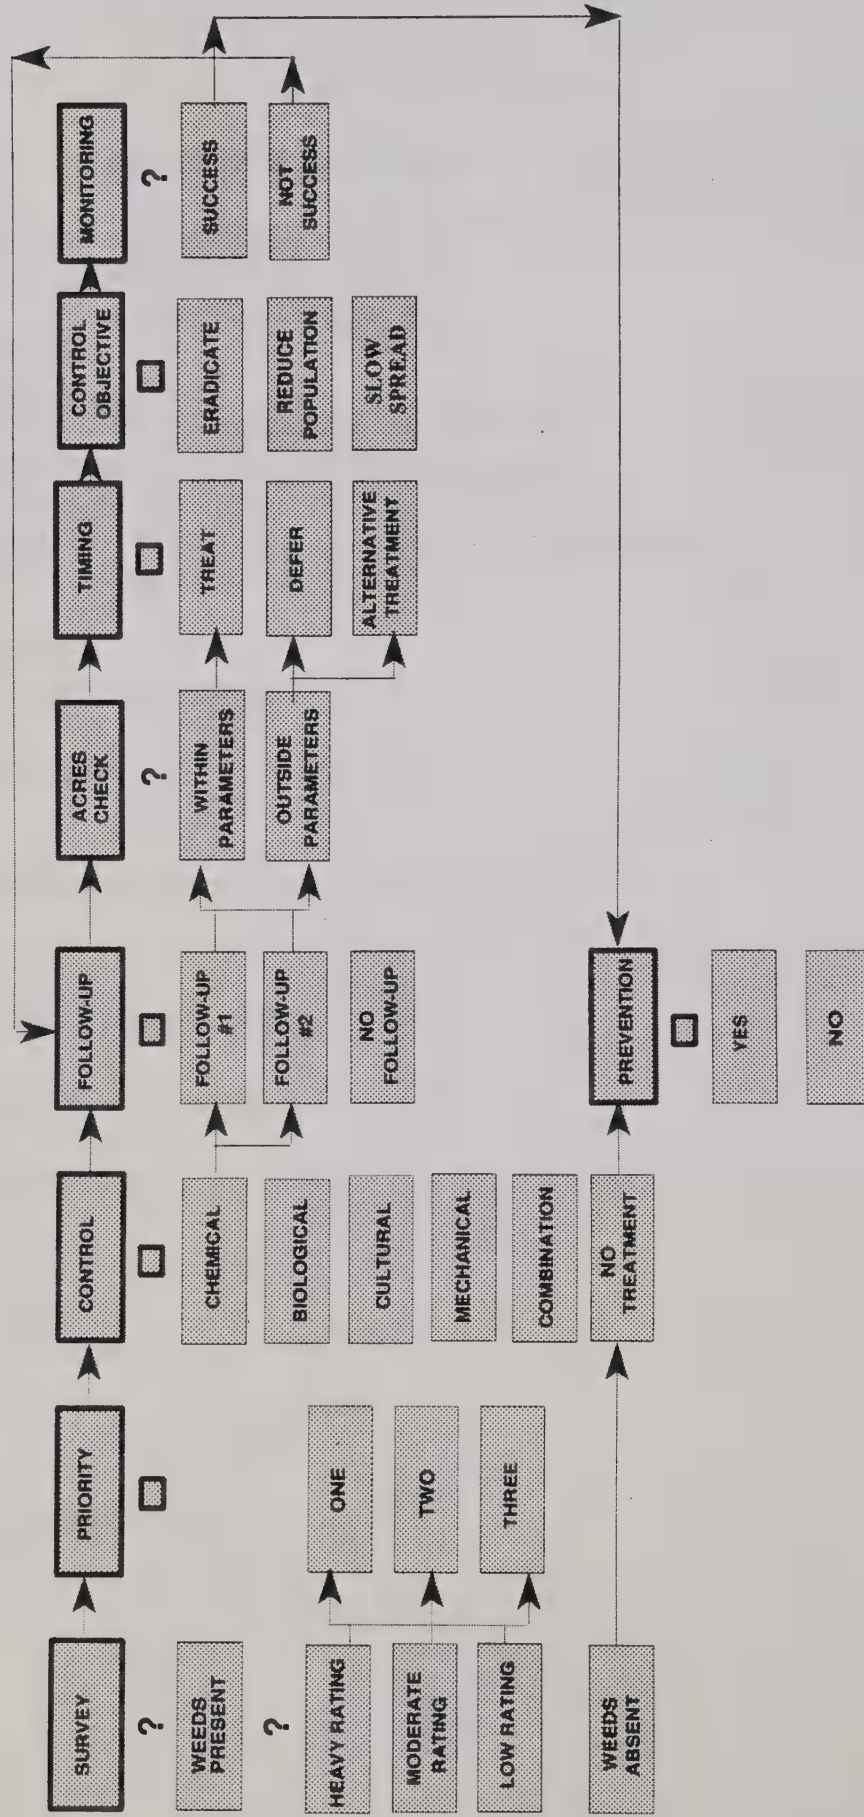 SURVEY
?
WEEDS
PRESENT
?
HEAVY RATING
MODERATE
RATING
LOW RATING
WEEDS
ABSENT
PRIORITY
ONE
TWO
THREE
CONTROL
CHEMICAL
BIOLOGICAL
CULTURAL
MECHANICAL
COMBINATION
NO
TREATMENT
FOLLOW-UP
FOLLOW-UP
#1
FOLLOW-UP
#2
NO
FOLLOW-UP
PREVENTION
YES
NO
ACRES
CHECK
?
WITHIN
PARAMETERS
OUTSIDE
PARAMETERS
TIMING
TREAT
DEFER
ALTERNATIVE
TREATMENT
CONTROL
OBJECTIVE
ERADICATE
REDUCE
POPULATION
SLOW
SPREAD
MONITORING
?
SUCCESS
NOT
SUCCESS